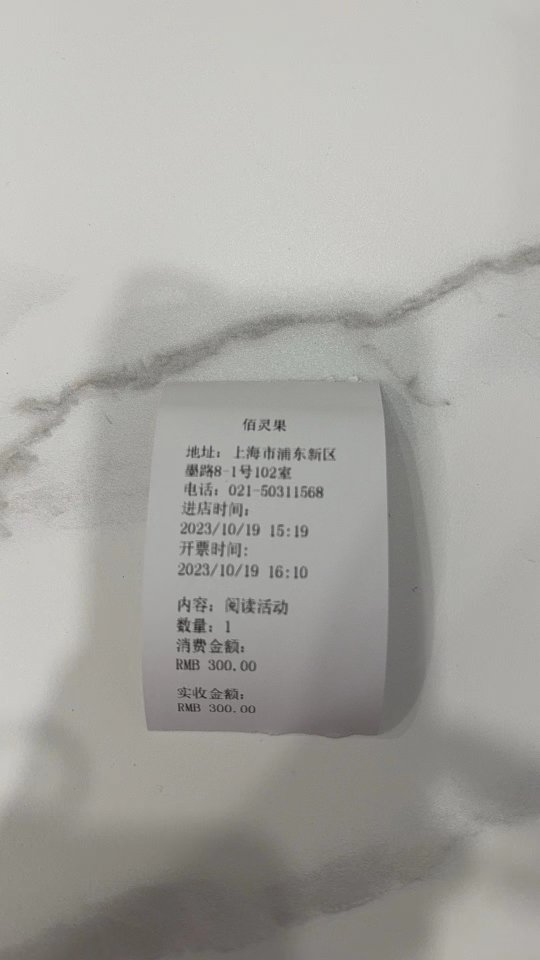 佰灵果
地址：上海市浦东新区
墨路8-1号102室
电话：021-50311568
进店时间：
2023/10/19 15:19
开票时间：
2023/10/19 16:10
内容：阅读活动
数量：1
消费金额：
RMB 300.00
实收金额：
RMB 300.00